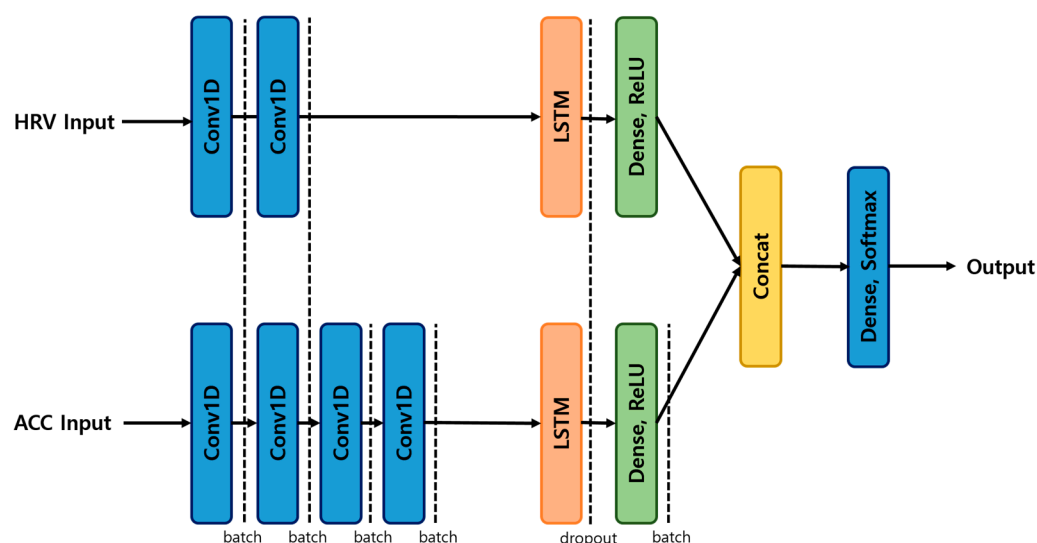 HRV Input
Conv1D
Conv1D
LSTM
Dense, ReLU
Concat
Dense, Softmax
Output
ACC Input
Conv1D
Conv1D
Conv1D
Conv1D
LSTM
Dense, ReLU
batch
batch
batch
batch
dropout
batch